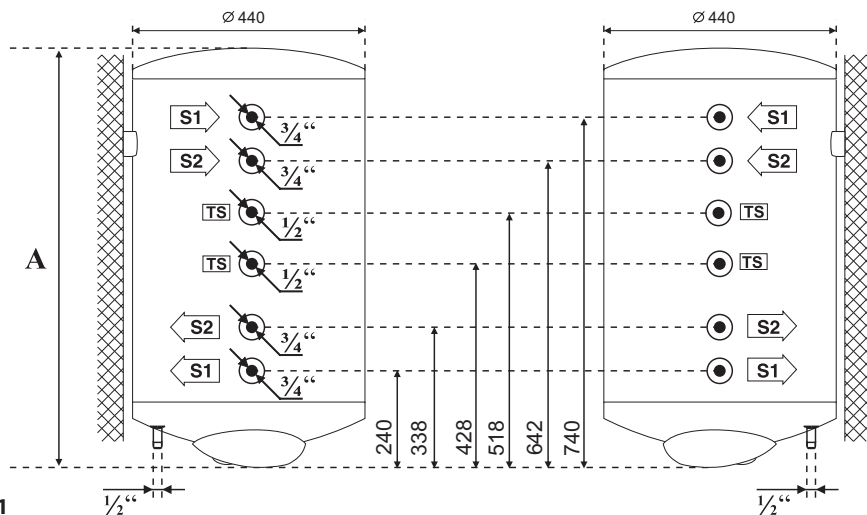 Ø 440
Ø 440
S1
¾“
S1
S2
¾“
S2
TS
½“
TS
A
TS
½“
TS
S2
¾“
S2
S1
¾“
S1
240
338
428
518
642
740
½“
½“
1